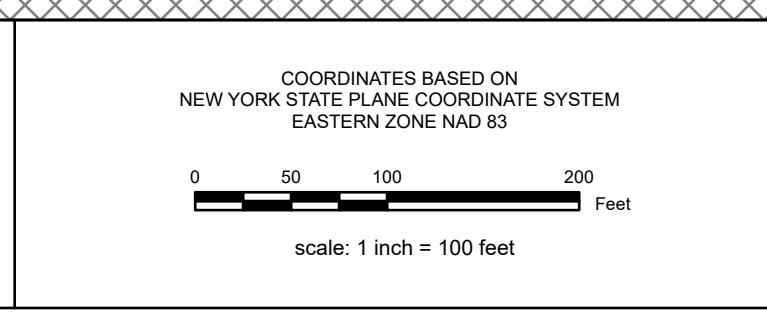 COORDINATES BASED ON
NEW YORK STATE PLANE COORDINATE SYSTEM
EASTERN ZONE NAD 83
0 50 100 200
Feet
scale: 1 inch = 100 feet